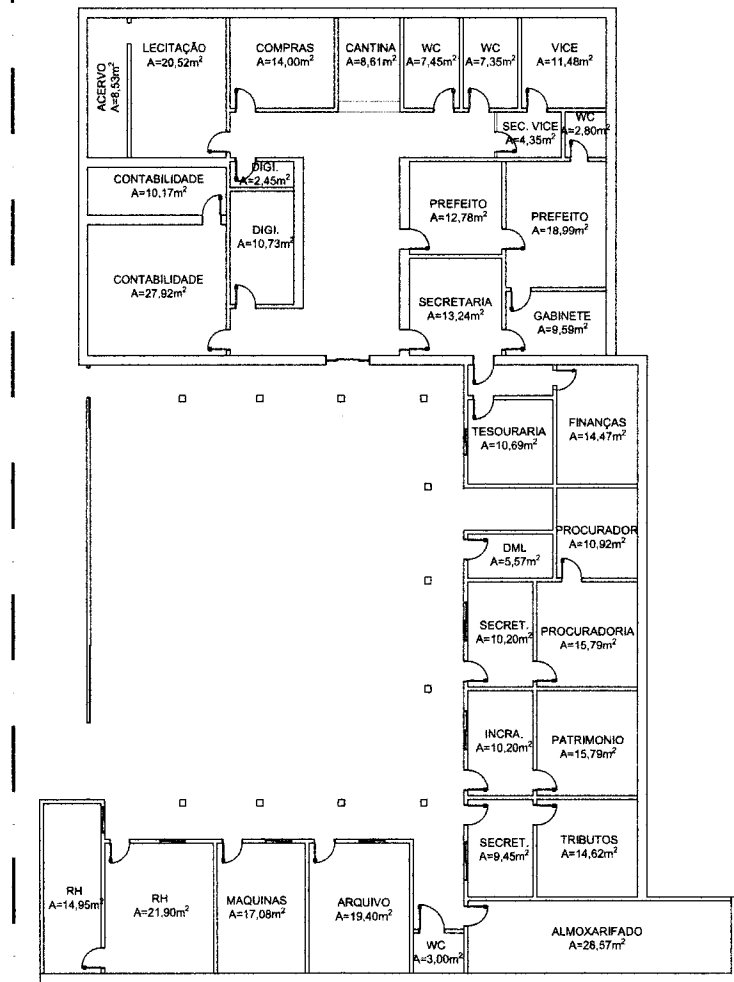 LECITAÇÃO
A=20,52m²
COMPRAS
A=14,00m²
CANTINA
A=8,61m²
WC
A=7,45m²
WC
A=7,35m²
VICE
A=11,48m²
ACERVO
A=8,53m²
SEC. VICE
A=4,35m²
WC
A=2,80m²
CONTABILIDADE
A=10,17m²
DIGI.
A=2,45m²
PREFEITO
A=12,78m²
PREFEITO
A=18,99m²
DIGI.
A=10,73m²
CONTABILIDADE
A=27,92m²
SECRETARIA
A=13,24m²
GABINETE
A=9,59m²
TESOURARIA
A=10,69m²
FINANÇAS
A=14,47m²
PROCURADOR
A=10,92m²
DML
A=5,57m²
SECRET.
A=10,20m²
PROCURADORIA
A=15,79m²
INCRA.
A=10,20m²
PATRIMONIO
A=15,79m²
SECRET.
A=9,45m²
TRIBUTOS
A=14,62m²
RH
A=14,95m²
RH
A=21,90m²
MAQUINAS
A=17,08m²
ARQUIVO
A=19,40m²
WC
A=3,00m²
ALMOXARIFADO
A=28,57m²